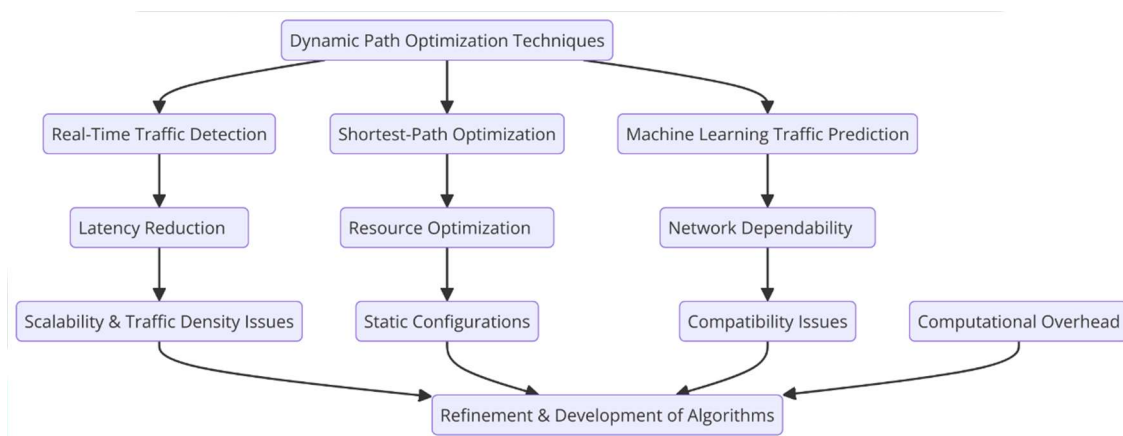 Dynamic Path Optimization Techniques
Real-Time Traffic Detection
Shortest-Path Optimization
Machine Learning Traffic Prediction
Latency Reduction
Resource Optimization
Network Dependability
Scalability & Traffic Density Issues
Static Configurations
Compatibility Issues
Computational Overhead
Refinement & Development of Algorithms